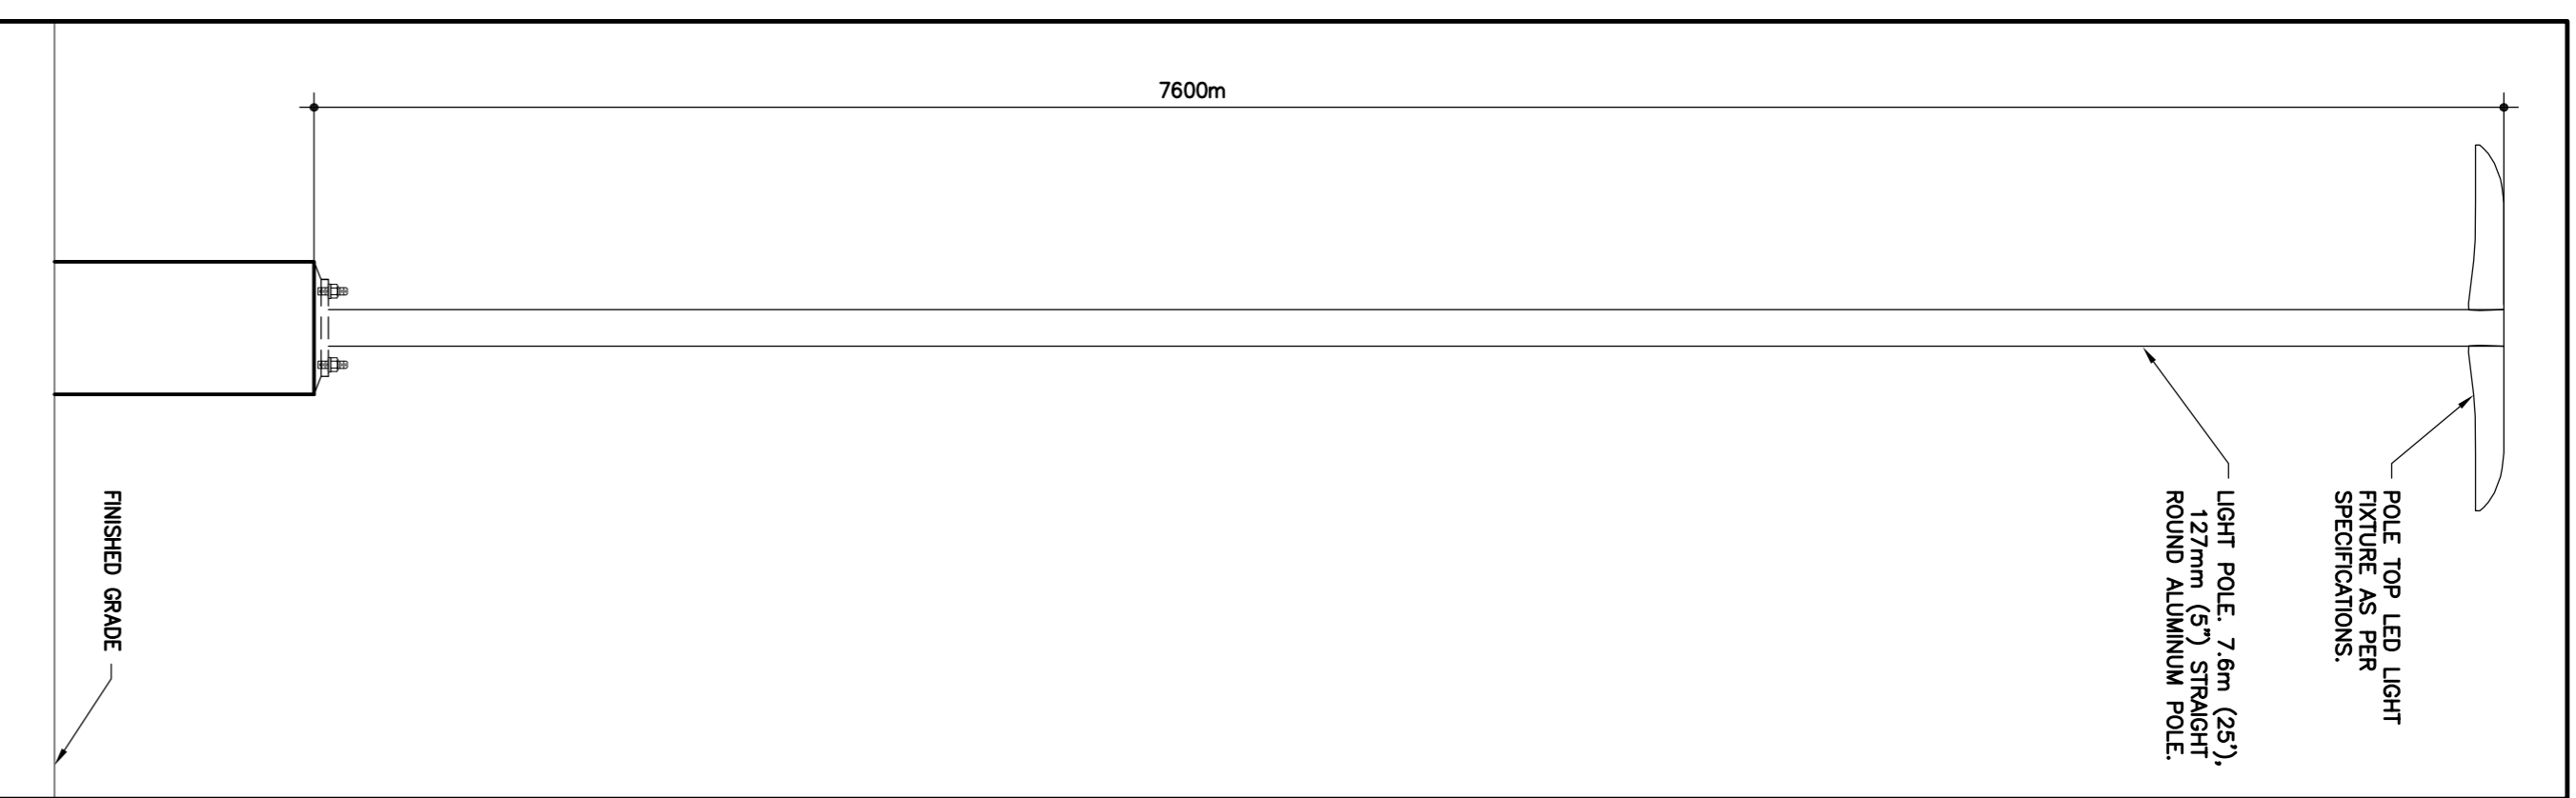 7600m
POLE TOP LED LIGHT
FIXTURE AS PER
SPECIFICATIONS.
LIGHT POLE. 7.6m (25'),
127mm (5") STRAIGHT
ROUND ALUMINUM POLE.
FINISHED GRADE